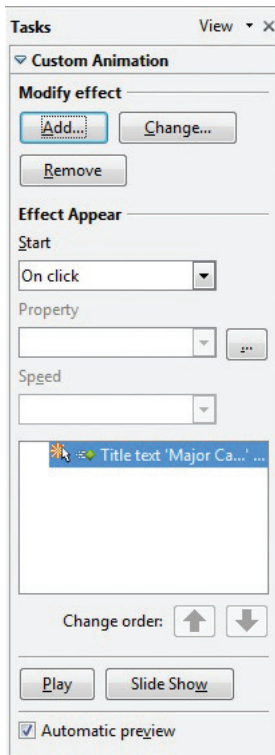 Tasks View
Custom Animation
Modify effect
Add... Change...
Remove
Effect Appear
Start
On click
Property
...
Speed
Title text 'Major Ca...' ...
Change order:
Play Slide Show
Automatic preview